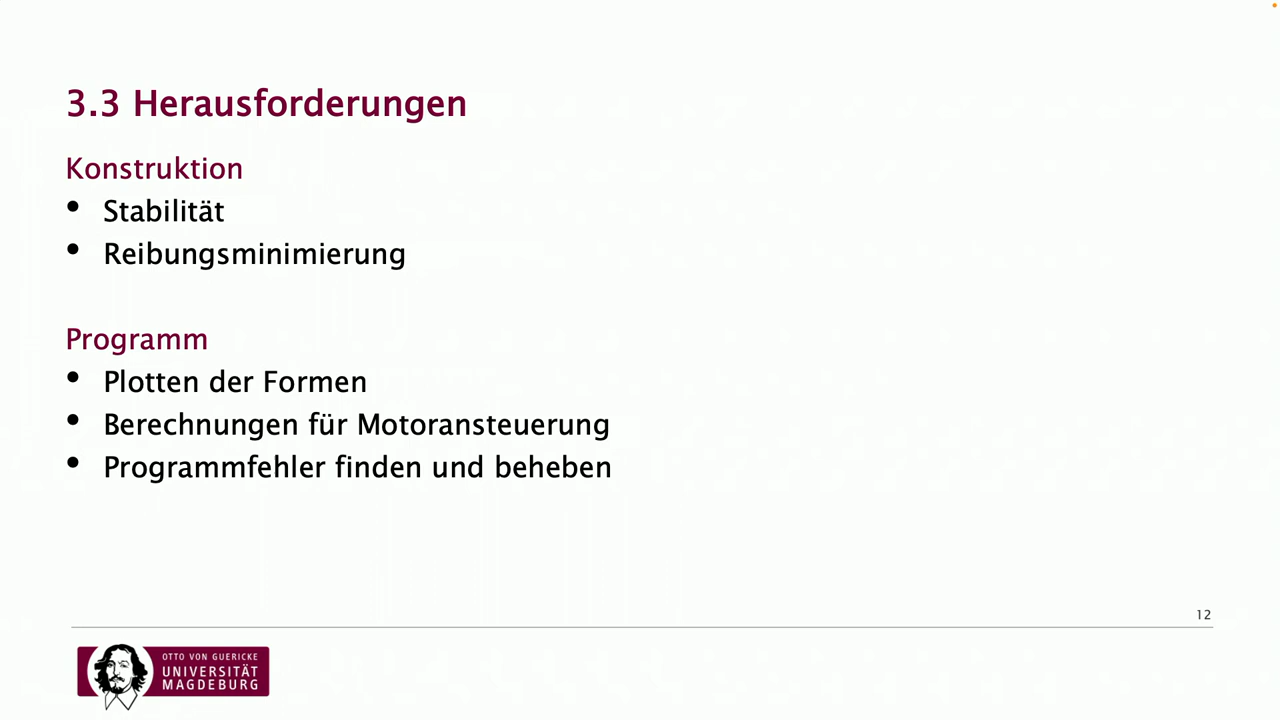 3.3 Herausforderungen
Konstruktion
• Stabilität
• Reibungsminimierung
Programm
• Plotten der Formen
• Berechnungen für Motoransteuerung
• Programmfehler finden und beheben
12
OTTO VON GUERICKE
UNIVERSITÄT
MAGDEBURG